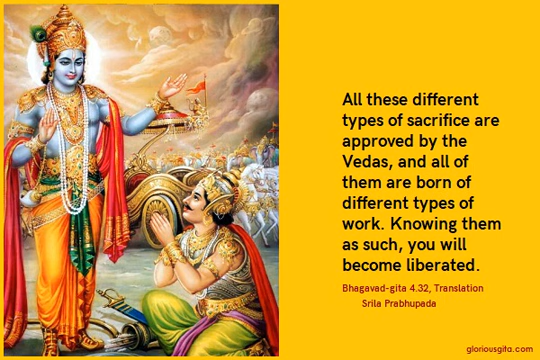 All these different
types of sacrifice are
approved by the
Vedas, and all of
them are born of
different types of
work. Knowing them
as such, you will
become liberated.
Bhagavad-gita 4.32, Translation
Srila Prabhupada
gloriousgita.com